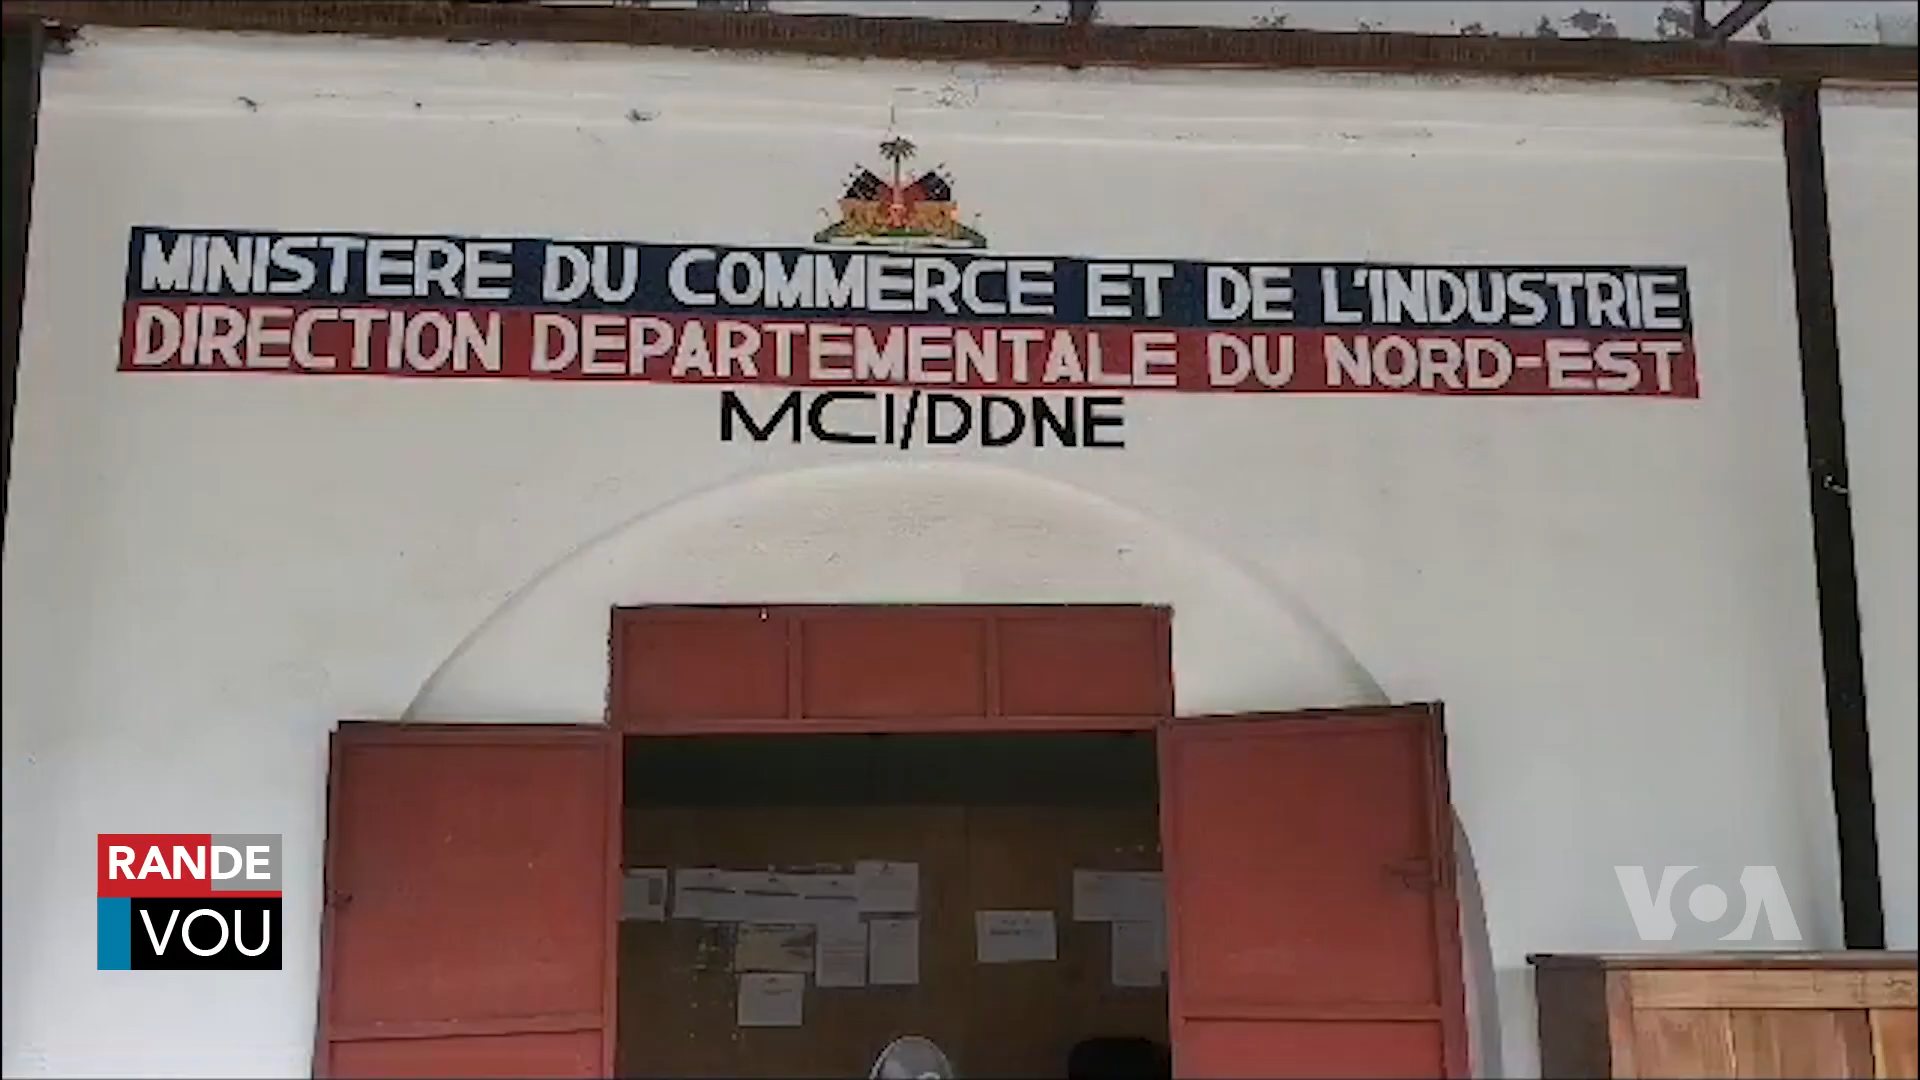 MINISTERE DU COMMERCE ET DE L'INDUSTRIE
DIRECTION DEPARTEMENTALE DU NORD-EST
MCI/DDNE
RANDE
VOU
VOA